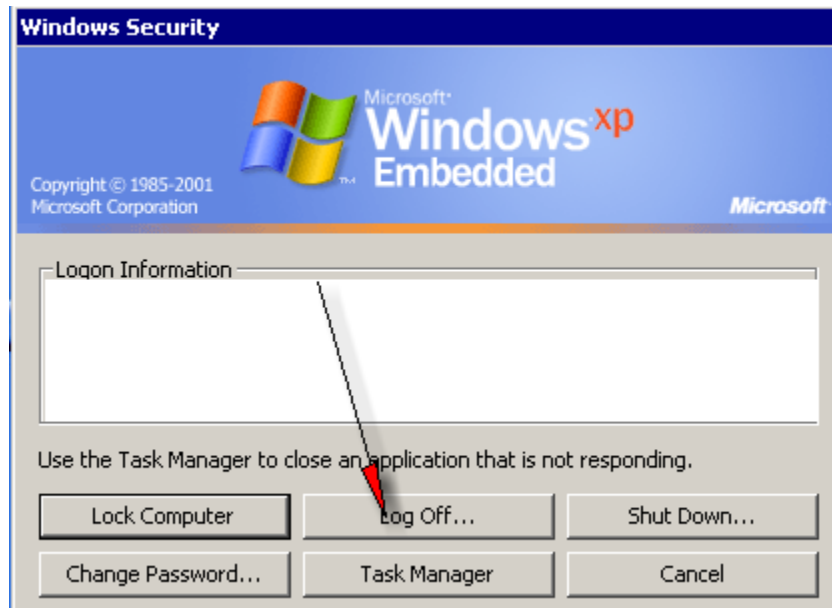 Windows Security
Microsoft
Windows xp
Embedded
TM
Copyright © 1985-2001
Microsoft Corporation
Microsoft
Logon Information
Use the Task Manager to close an application that is not responding.
Lock Computer
Log Off...
Shut Down...
Change Password...
Task Manager
Cancel